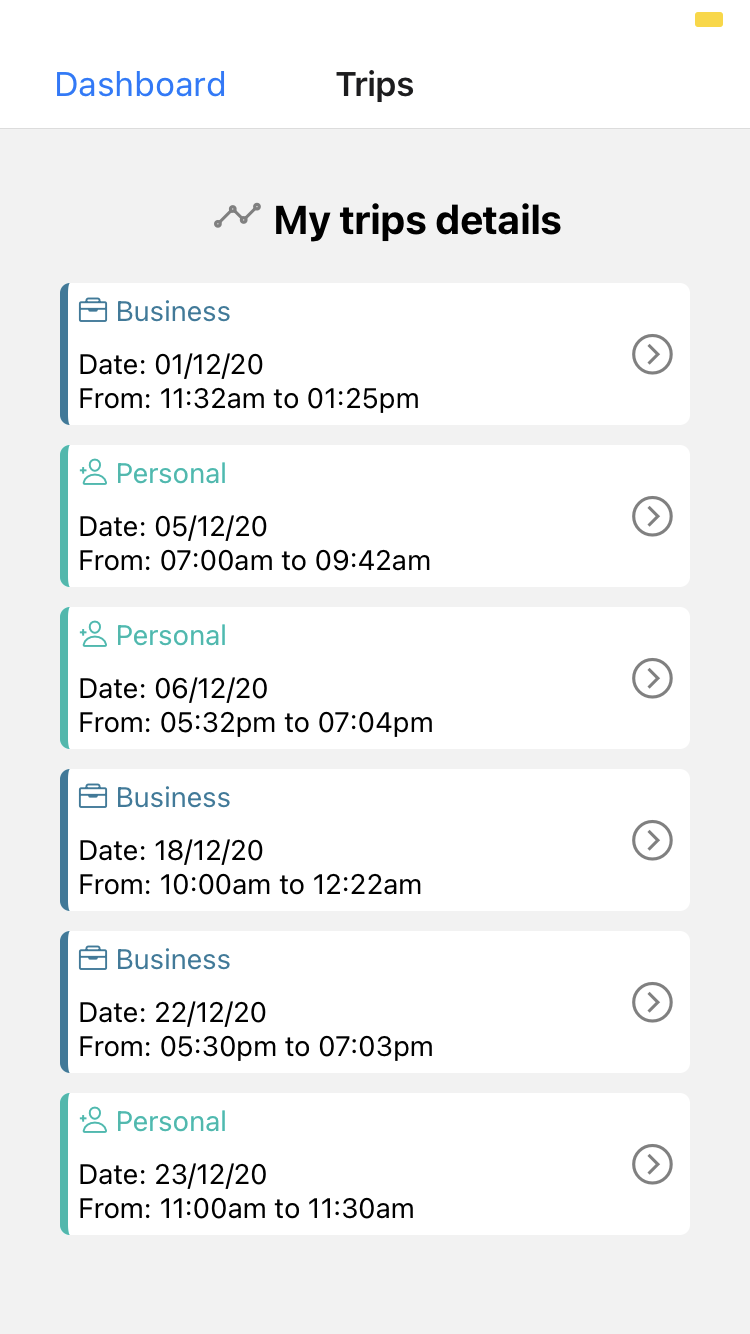 Dashboard Trips
My trips details
Business
Date: 01/12/20
From: 11:32am to 01:25pm
Personal
Date: 05/12/20
From: 07:00am to 09:42am
Personal
Date: 06/12/20
From: 05:32pm to 07:04pm
Business
Date: 18/12/20
From: 10:00am to 12:22am
Business
Date: 22/12/20
From: 05:30pm to 07:03pm
Personal
Date: 23/12/20
From: 11:00am to 11:30am